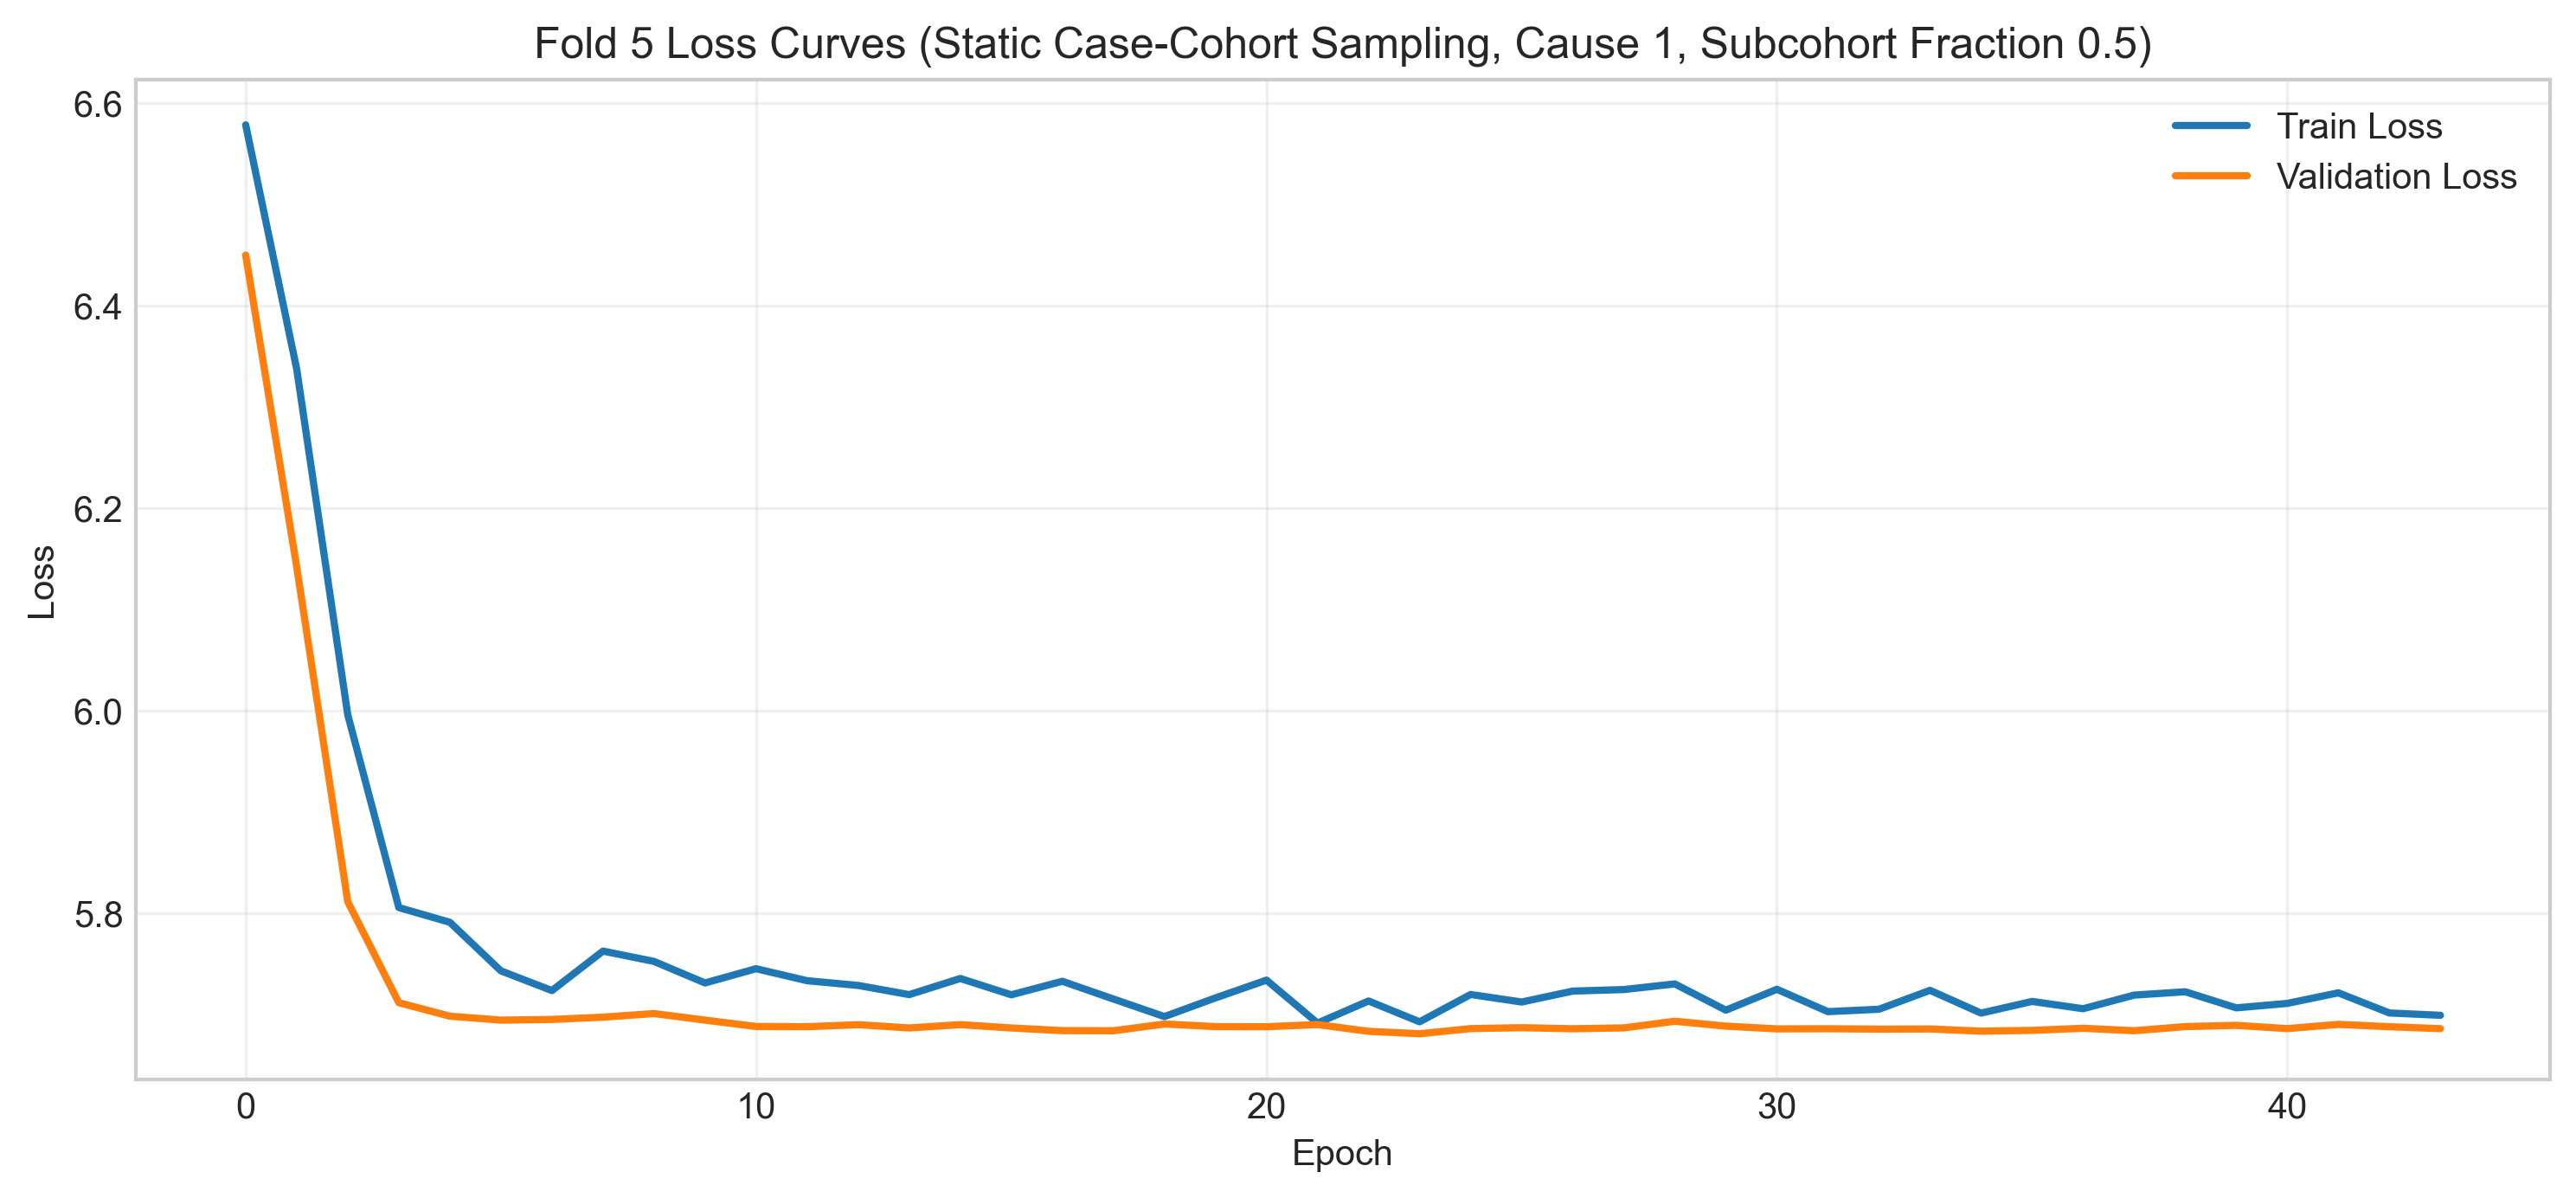 Fold 5 Loss Curves (Static Case-Cohort Sampling, Cause 1, Subcohort Fraction 0.5)
6.6
6.4
6.2
6.0
5.8
Loss
Train Loss
Validation Loss
0 10 20 30 40
Epoch